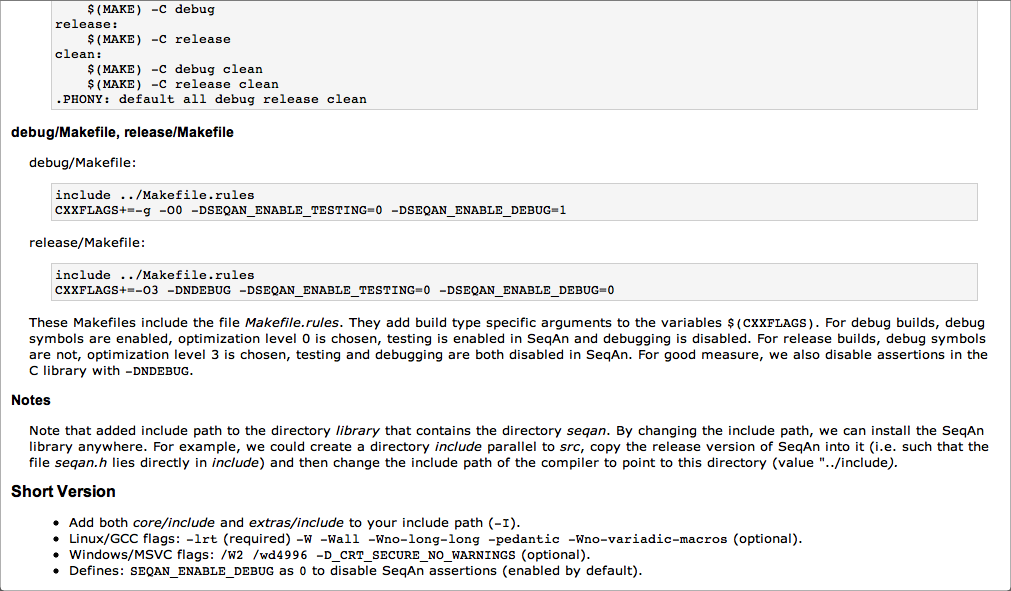 $(MAKE) -C debug
release:
$(MAKE) -C release
clean:
$(MAKE) -C debug clean
$(MAKE) -C release clean
.PHONY: default all debug release clean
debug/Makefile, release/Makefile
debug/Makefile:
include ../Makefile.rules
CXXFLAGS+=-g -O0 -DSEQAN_ENABLE_TESTING=0 -DSEQAN_ENABLE_DEBUG=1
release/Makefile:
include ../Makefile.rules
CXXFLAGS+=-O3 -DNDEBUG -DSEQAN_ENABLE_TESTING=0 -DSEQAN_ENABLE_DEBUG=0
These Makefiles include the file Makefile.rules. They add build type specific arguments to the variables $(CXXFLAGS). For debug builds, debug
symbols are enabled, optimization level 0 is chosen, testing is enabled in SeqAn and debugging is disabled. For release builds, debug symbols
are not, optimization level 3 is chosen, testing and debugging are both disabled in SeqAn. For good measure, we also disable assertions in the
C library with -DNDEBUG.
Notes
Note that added include path to the directory library that contains the directory seqan. By changing the include path, we can install the SeqAn
library anywhere. For example, we could create a directory include parallel to src, copy the release version of SeqAn into it (i.e. such that the
file seqan.h lies directly in include) and then change the include path of the compiler to point to this directory (value "../include).
Short Version
• Add both core/include and extras/include to your include path (-I).
• Linux/GCC flags: -lrt (required) -W -Wall -Wno-long-long -pedantic -Wno-variadic-macros (optional).
• Windows/MSVC flags: /W2 /wd4996 -D_CRT_SECURE_NO_WARNINGS (optional).
• Defines: SEQAN_ENABLE_DEBUG as 0 to disable SeqAn assertions (enabled by default).